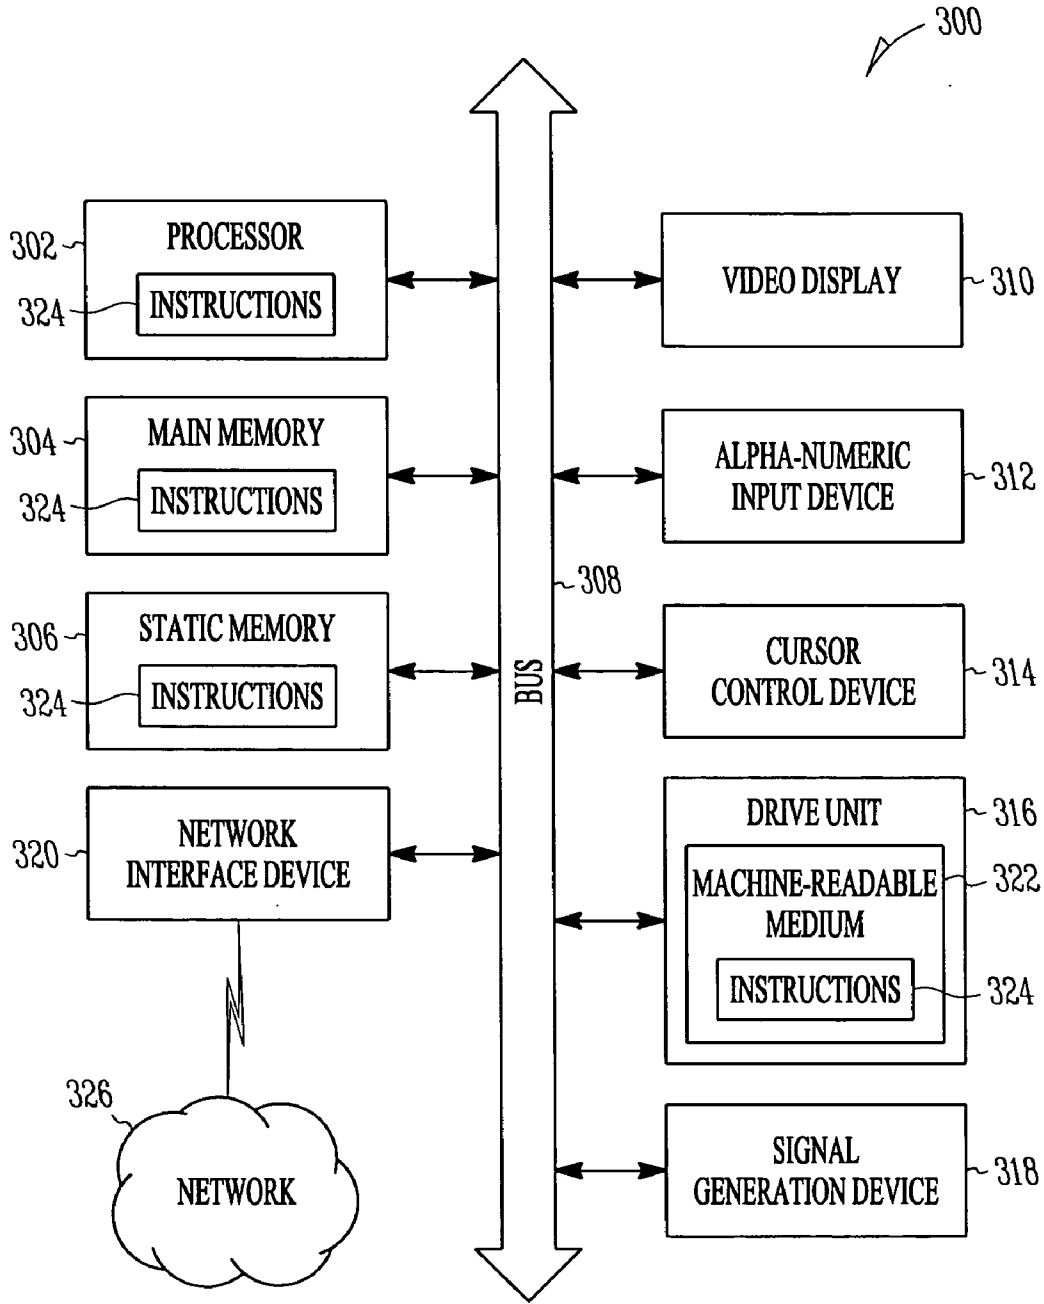 300
302
PROCESSOR
324
INSTRUCTIONS
304
MAIN MEMORY
324
INSTRUCTIONS
306
STATIC MEMORY
324
INSTRUCTIONS
320
NETWORK
INTERFACE DEVICE
326
NETWORK
BUS
308
VIDEO DISPLAY
310
ALPHA-NUMERIC
INPUT DEVICE
312
CURSOR
CONTROL DEVICE
314
DRIVE UNIT
316
MACHINE-READABLE
MEDIUM
322
INSTRUCTIONS
324
SIGNAL
GENERATION DEVICE
318